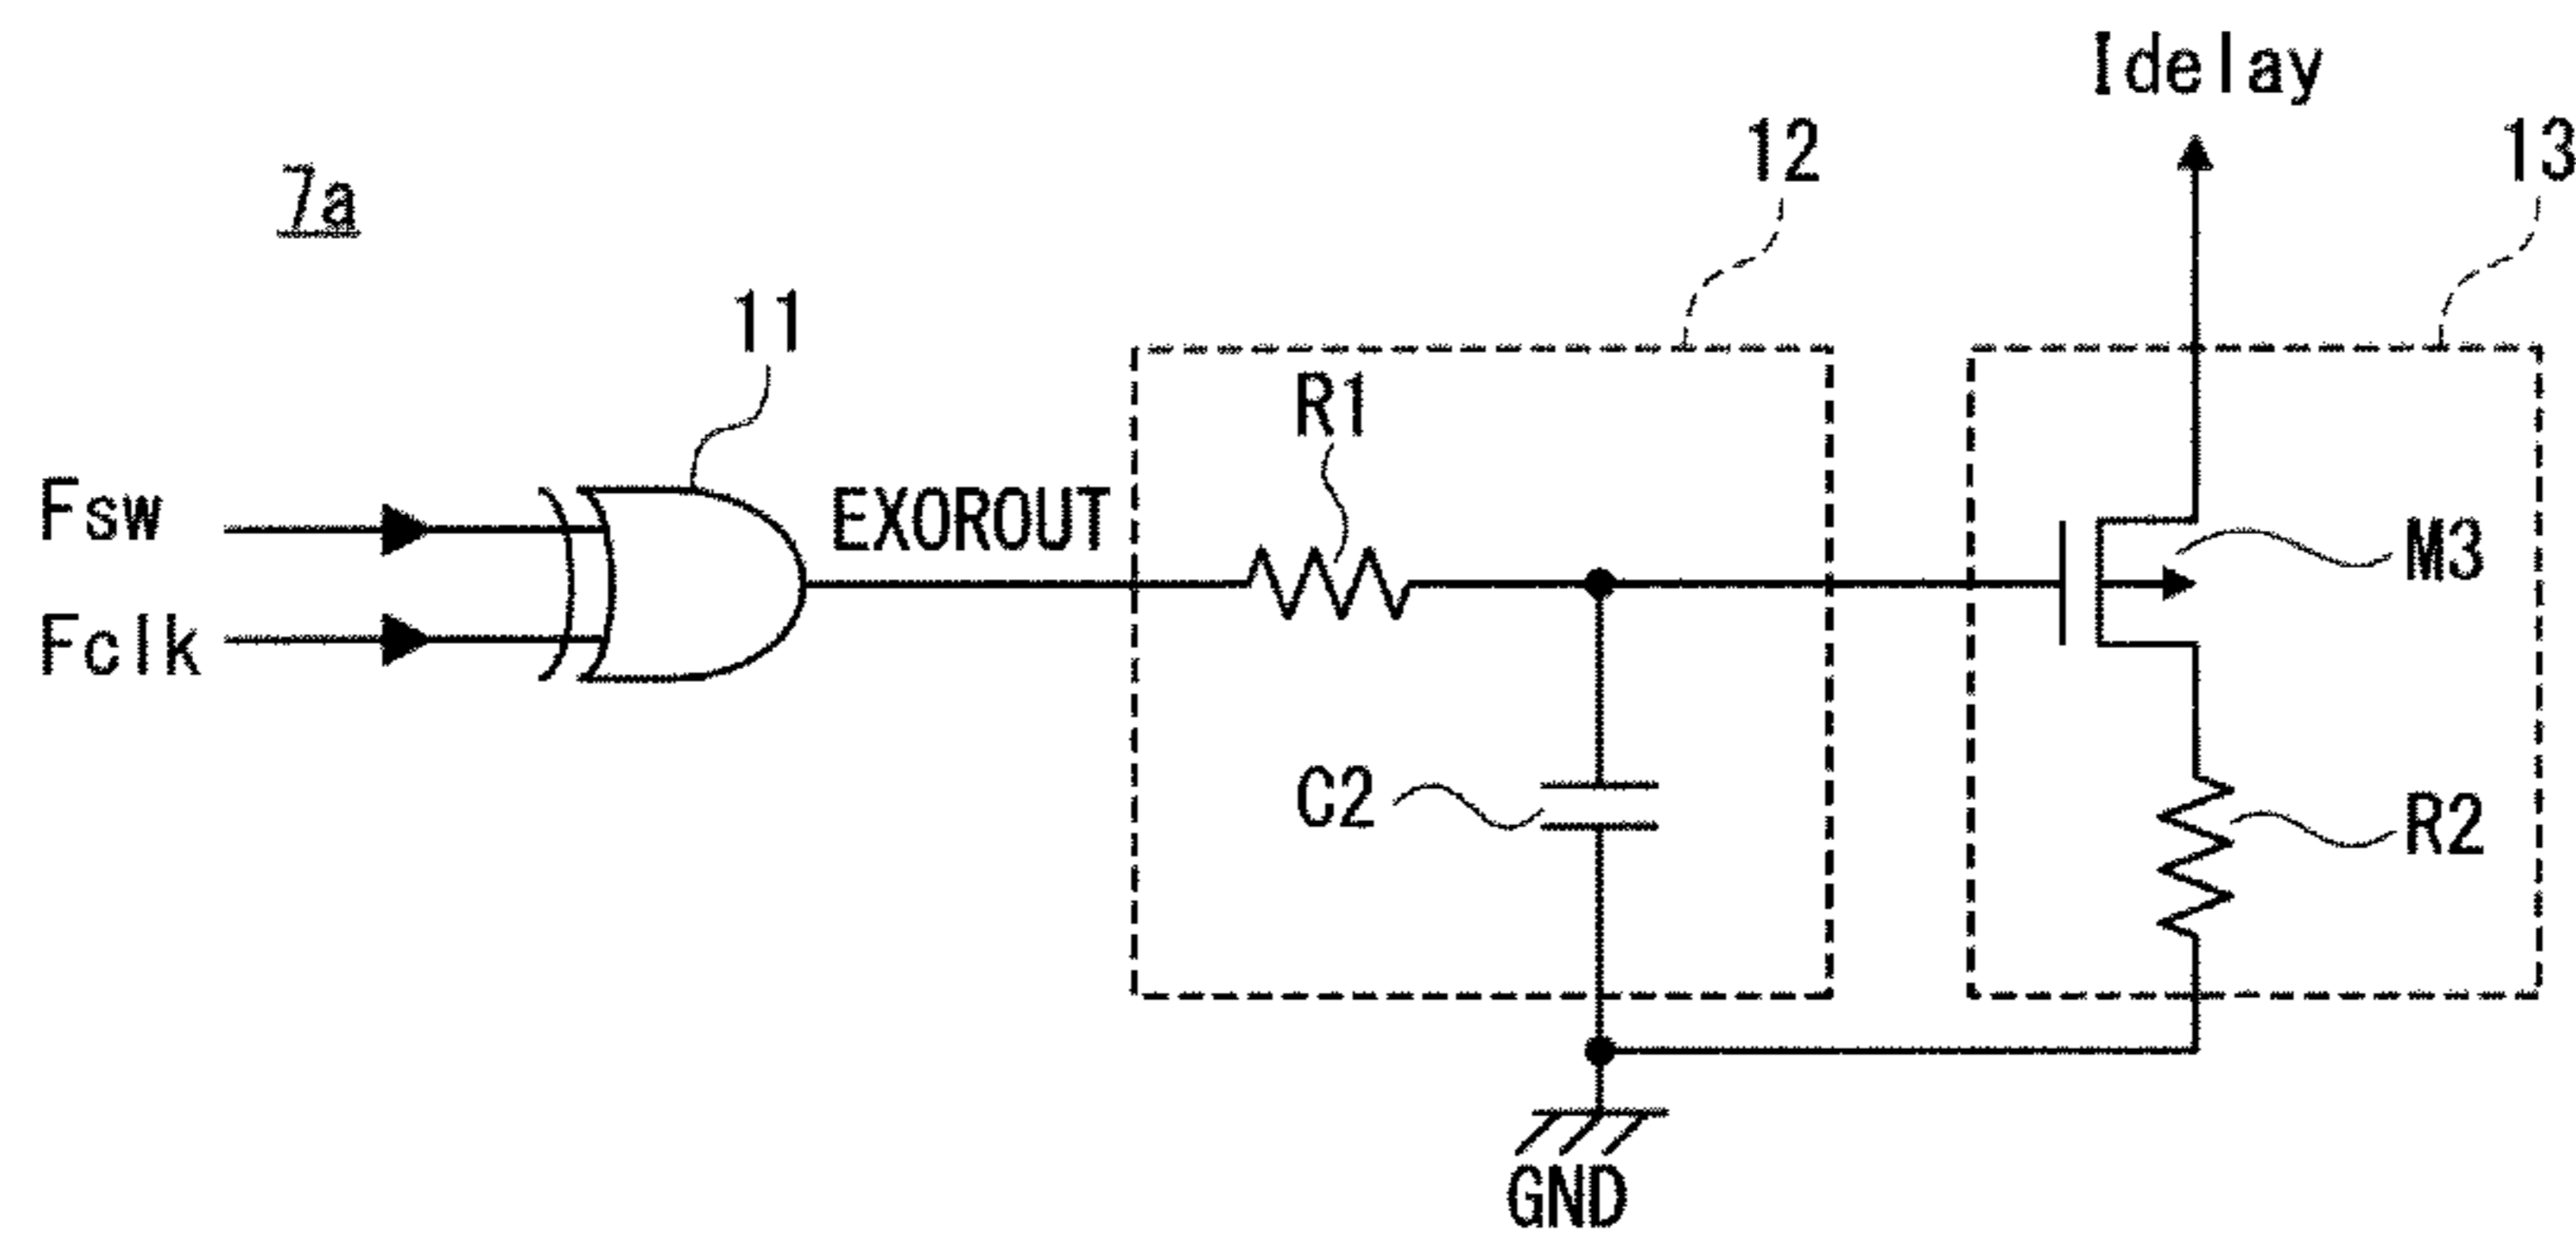 Idelay
12
13
7a
11
R1
Fsw
EXOROUT
M3
Fclk
C2
R2
GND